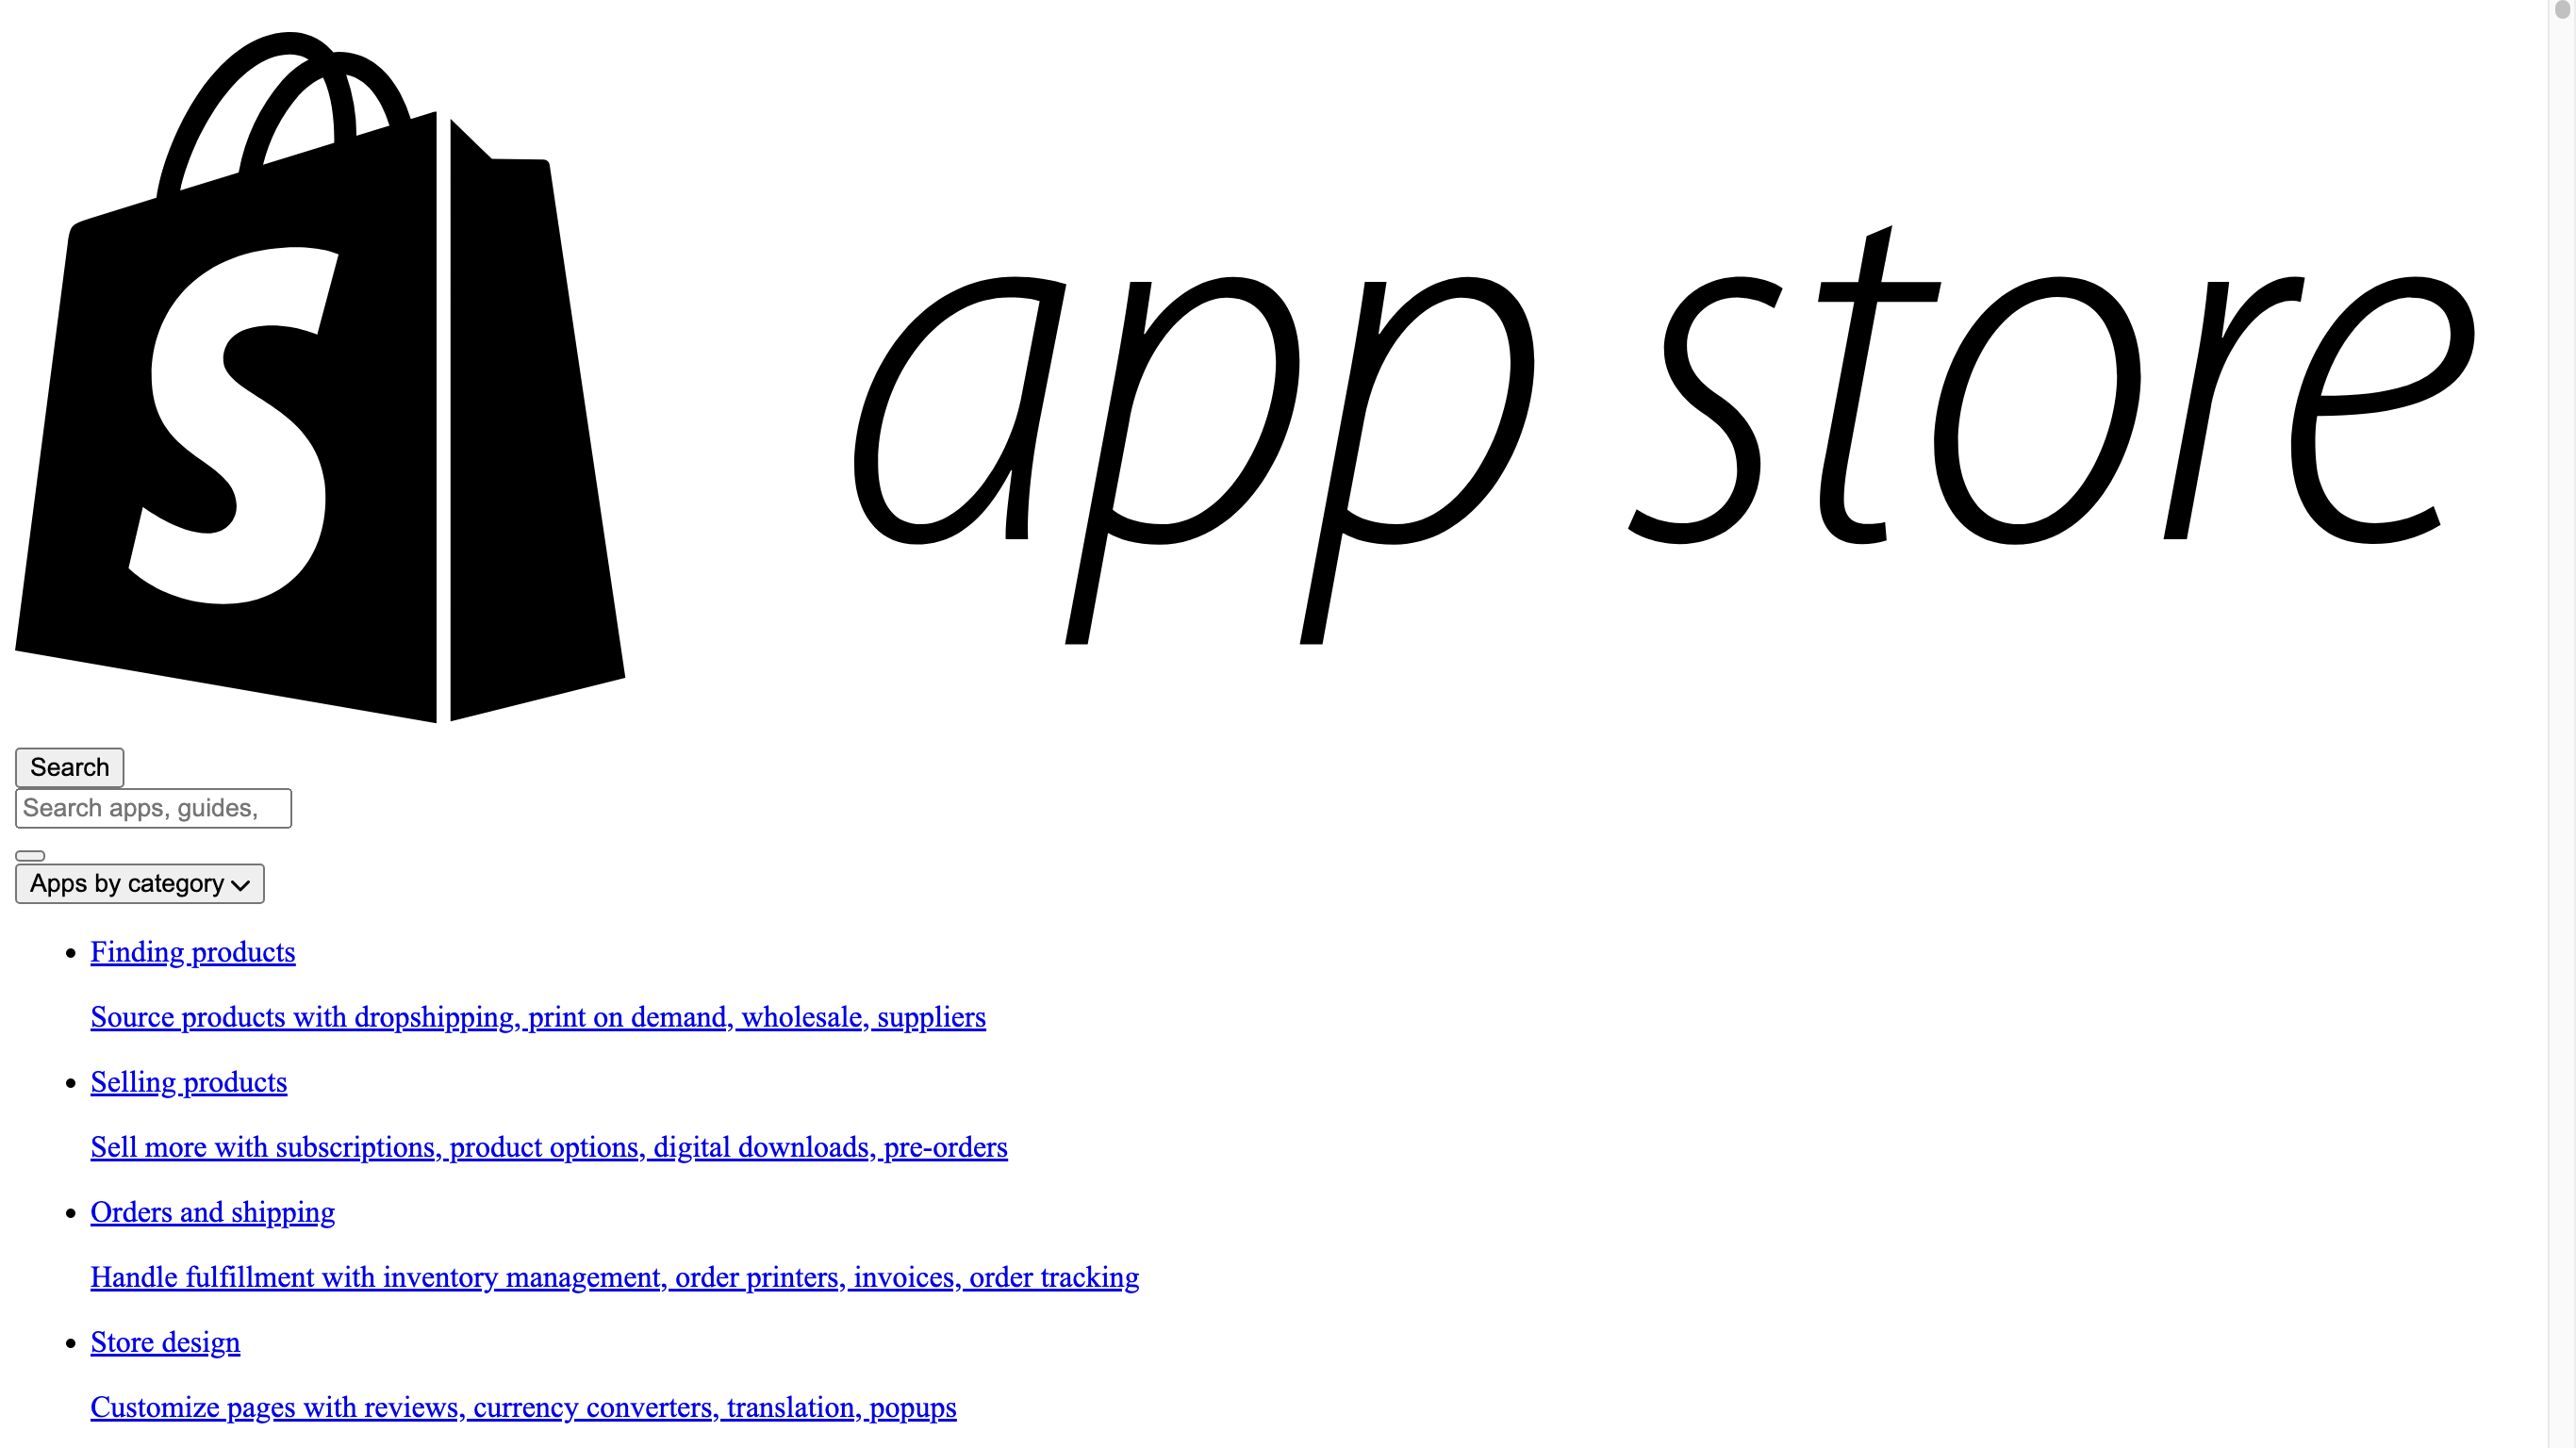 app store
Search
Search apps, guides,
Apps by category
Finding products
Source products with dropshipping, print on demand, wholesale, suppliers
Selling products
Sell more with subscriptions, product options, digital downloads, pre-orders
Orders and shipping
Handle fulfillment with inventory management, order printers, invoices, order tracking
Store design
Customize pages with reviews, currency converters, translation, popups